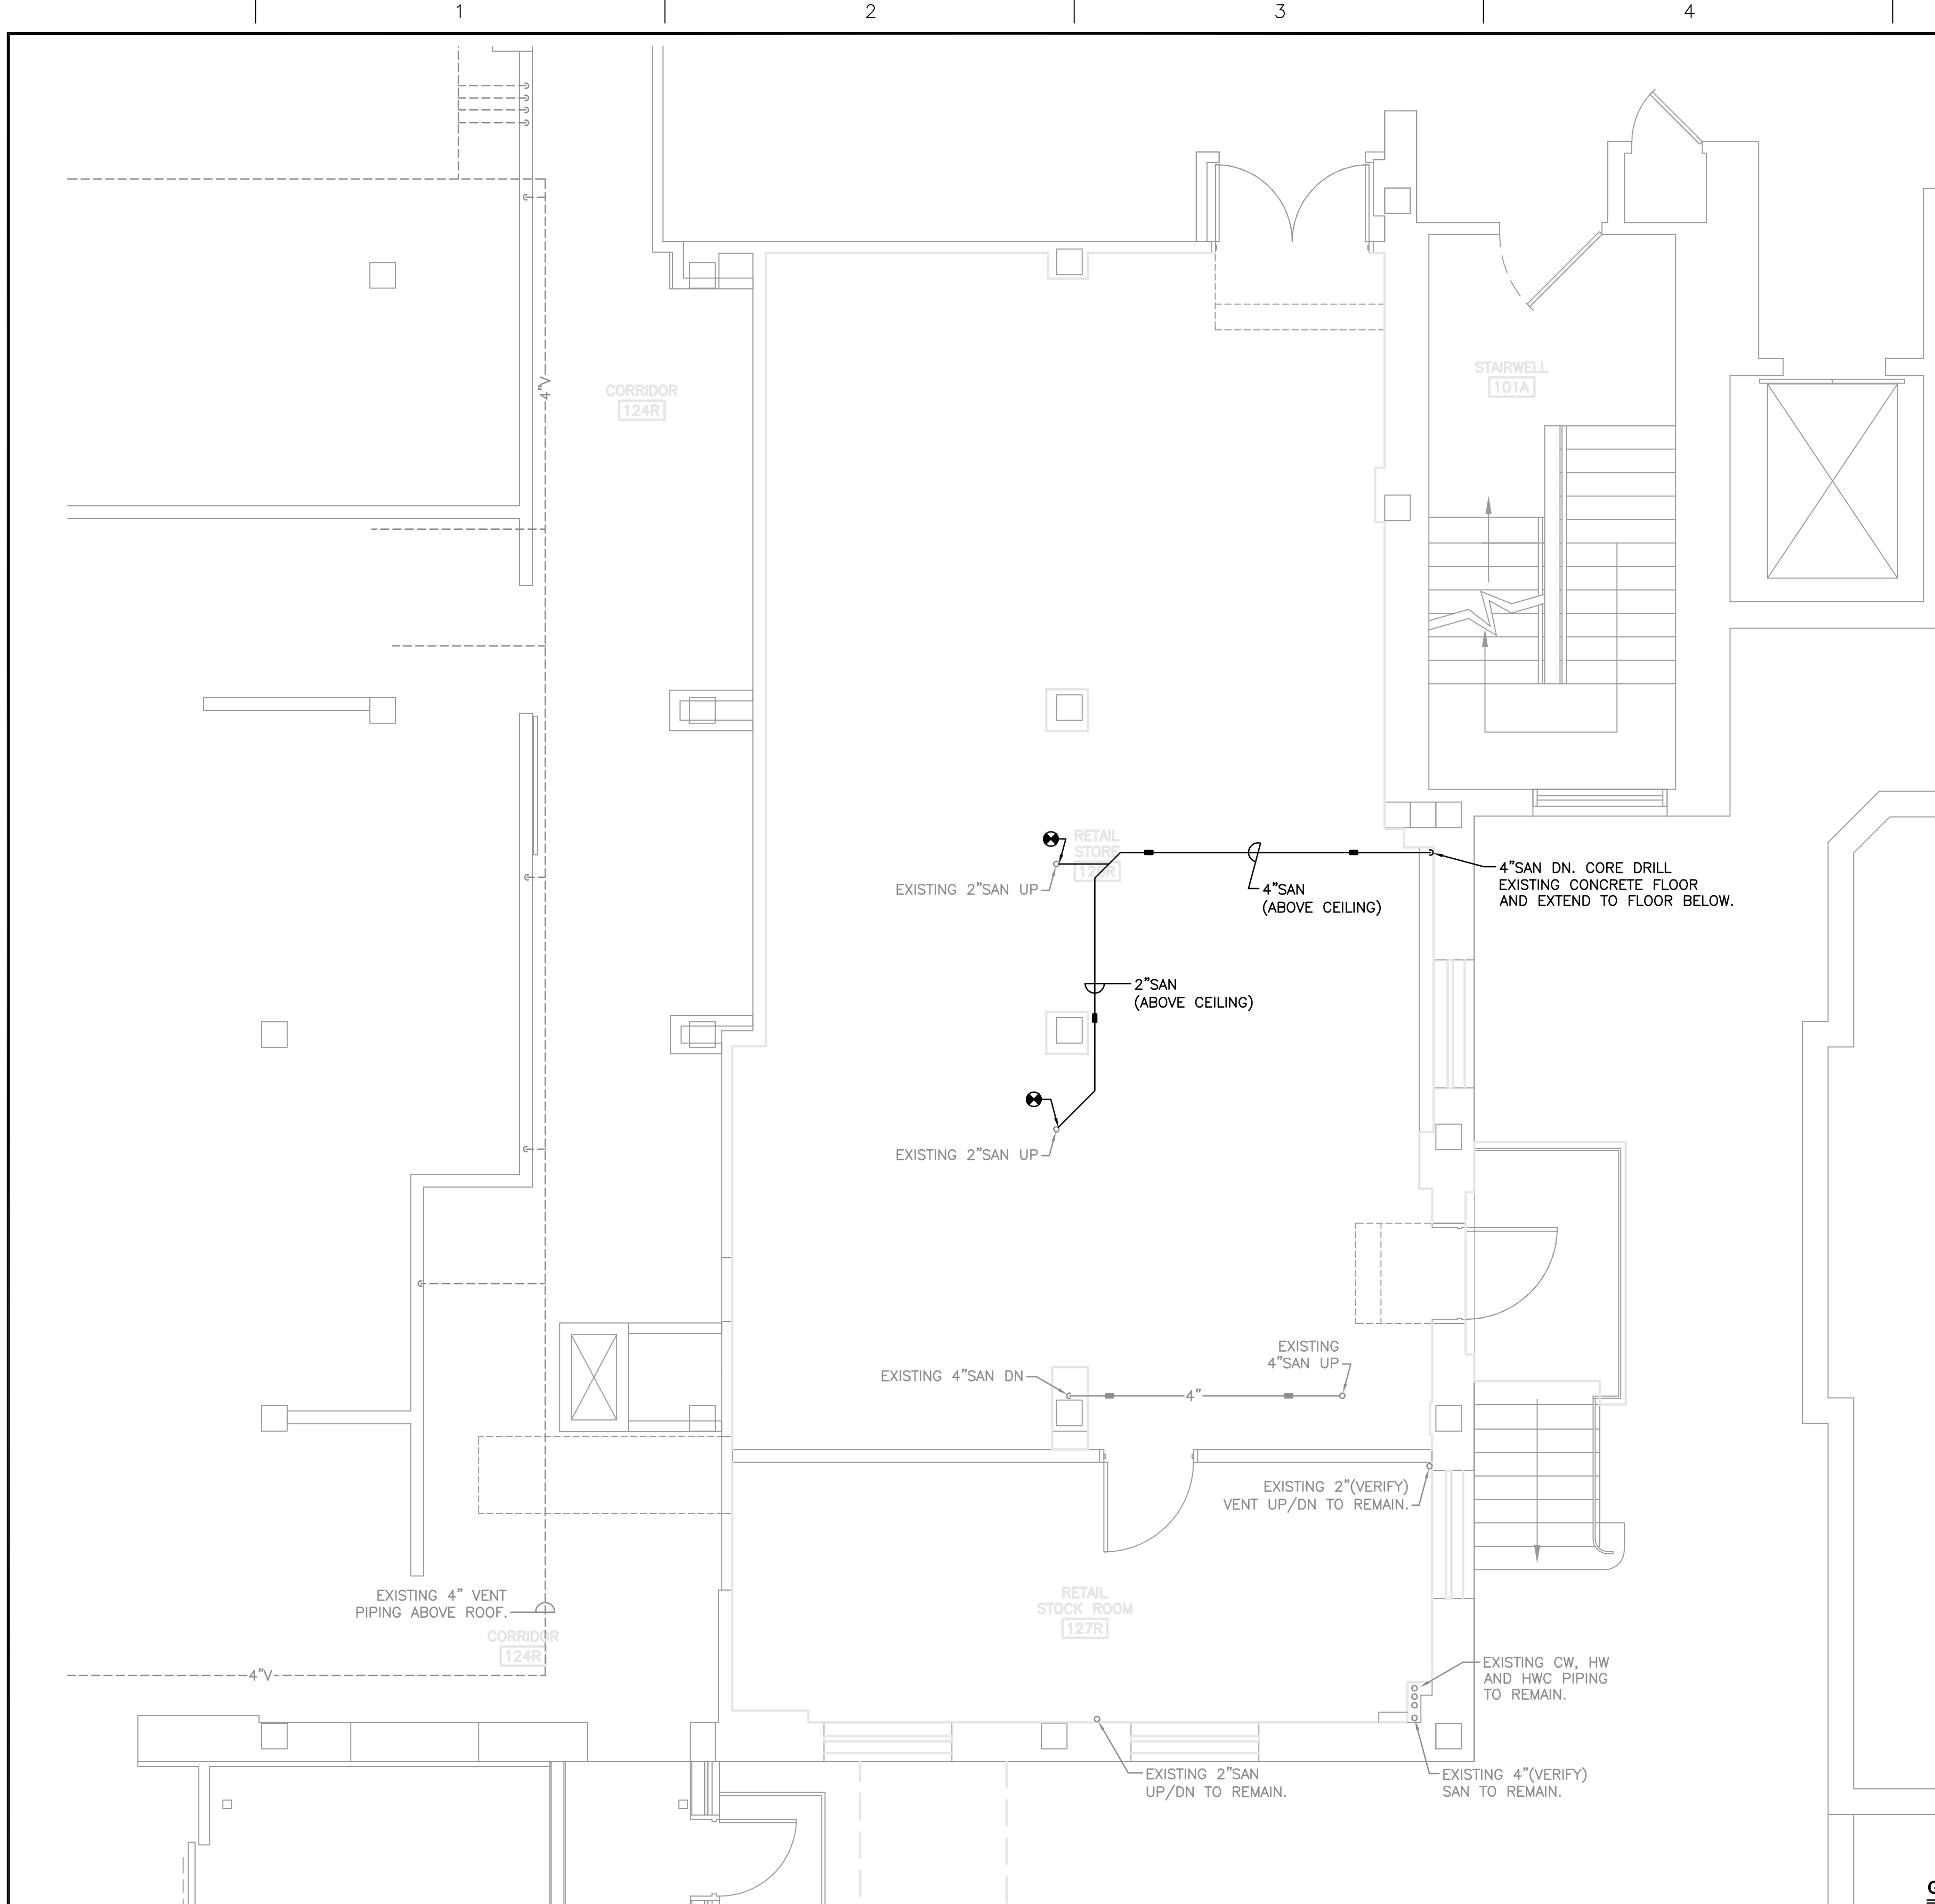 1
2
3
4
4"V
CORRIDOR
124R
STAIRWELL
101A
RETAIL
STORE
EXISTING 2"SAN UP
4"SAN
(ABOVE CEILING)
4"SAN DN. CORE DRILL
EXISTING CONCRETE FLOOR
AND EXTEND TO FLOOR BELOW.
2"SAN
(ABOVE CEILING)
EXISTING 2"SAN UP
EXISTING
4"SAN UP
EXISTING 4"SAN DN
4"
EXISTING 2"(VERIFY)
VENT UP/DN TO REMAIN.
EXISTING 4" VENT
PIPING ABOVE ROOF.
CORRIDOR
124R
4"V
RETAIL
STOCK ROOM
127R
EXISTING CW, HW
AND HWC PIPING
TO REMAIN.
EXISTING 2"SAN
UP/DN TO REMAIN.
EXISTING 4"(VERIFY)
SAN TO REMAIN.